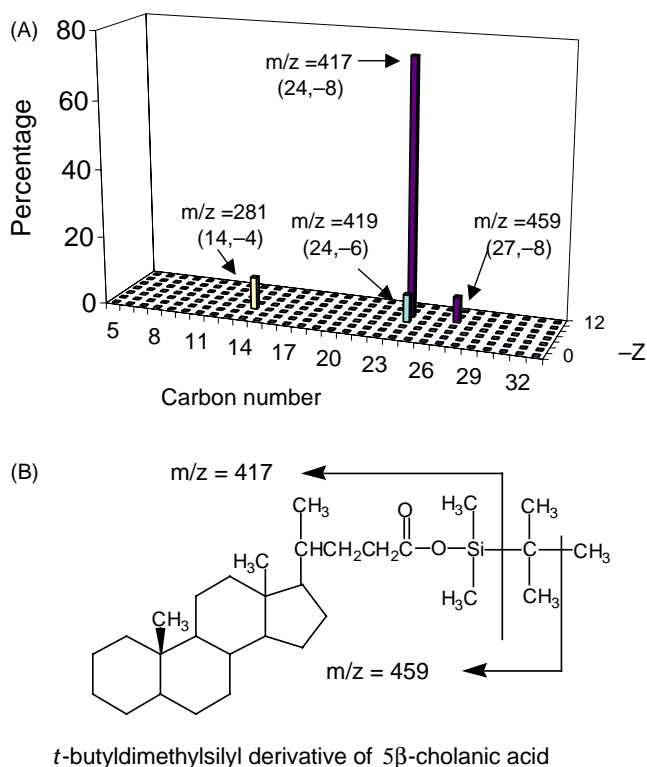 (A)
80
60
40
20
0
Percentage
m/z =417
(24,–8)
m/z =281
(14,–4)
m/z =419
(24,–6)
m/z =459
(27,–8)
5 8 11 14 17 20 23 26 29 32
12
0
–Z
Carbon number
(B)
m/z = 417
CH3
O
H3C
CH3
CHCH2CH2C–O–Si–C–CH3
H3C
H3C
CH3
CH3
m/z = 459
t-butyldimethylsilyl derivative of 5β-cholanic acid